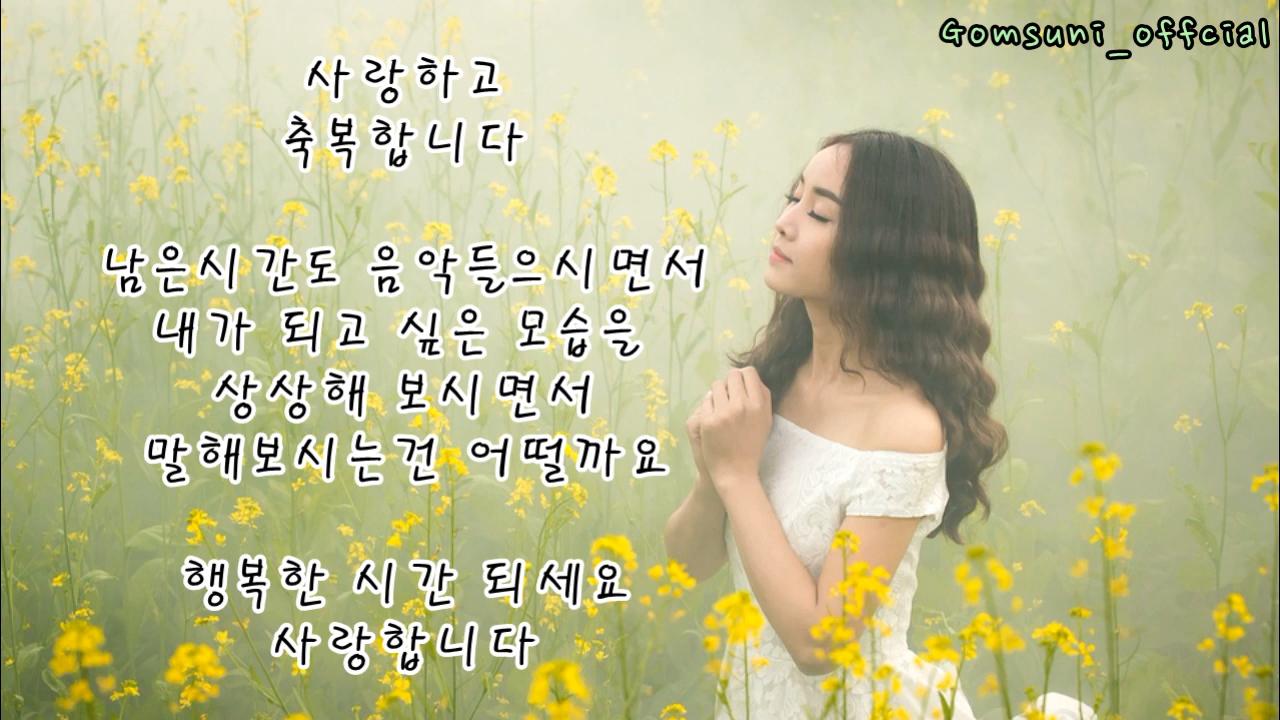 Gomsuni_offcial
사랑하고
축복합니다
남은시간도 음악들으시면서
내가 되고 싶은 모습을
상상해 보시면서
말해보시는건 어떨까요
행복한 시간 되세요
사랑합니다